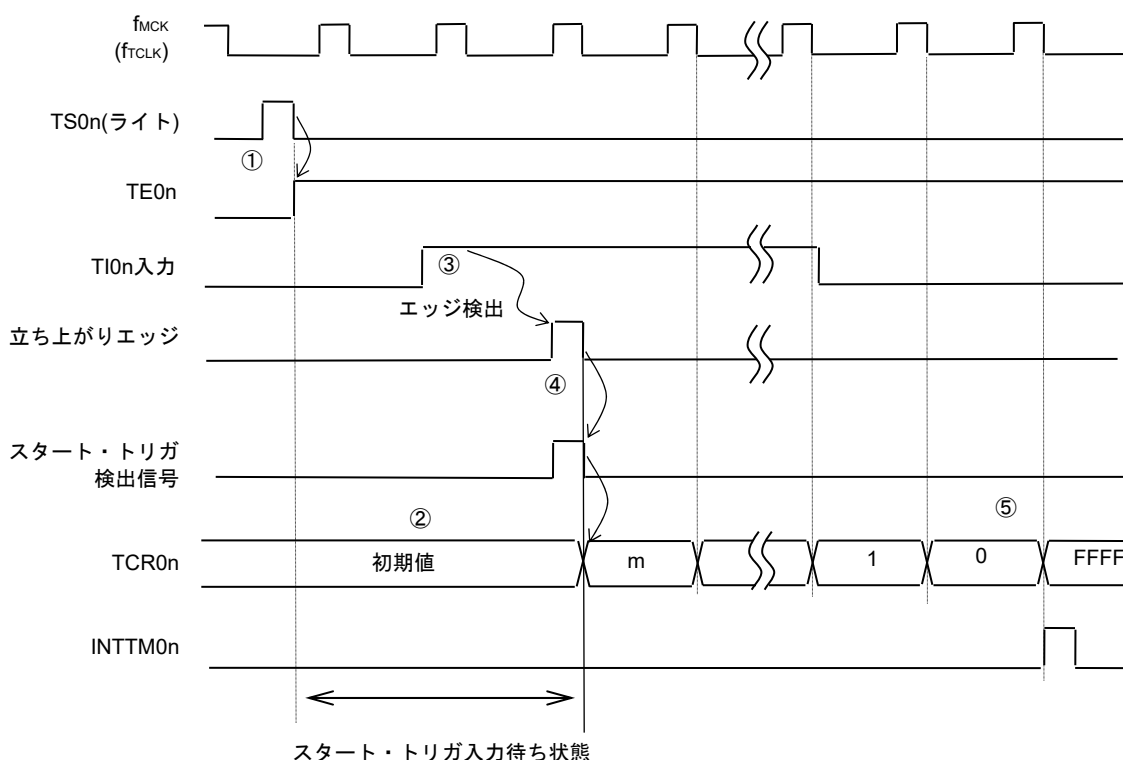 fMCK
(fTCLK)
TS0n(ライト)
①
TE0n
TI0n入力
③
エッジ検出
立ち上がりエッジ
④
スタート・トリガ
検出信号
②
⑤
TCR0n
初期値
m
1
0
FFFF
INTTM0n
スタート・トリガ入力待ち状態